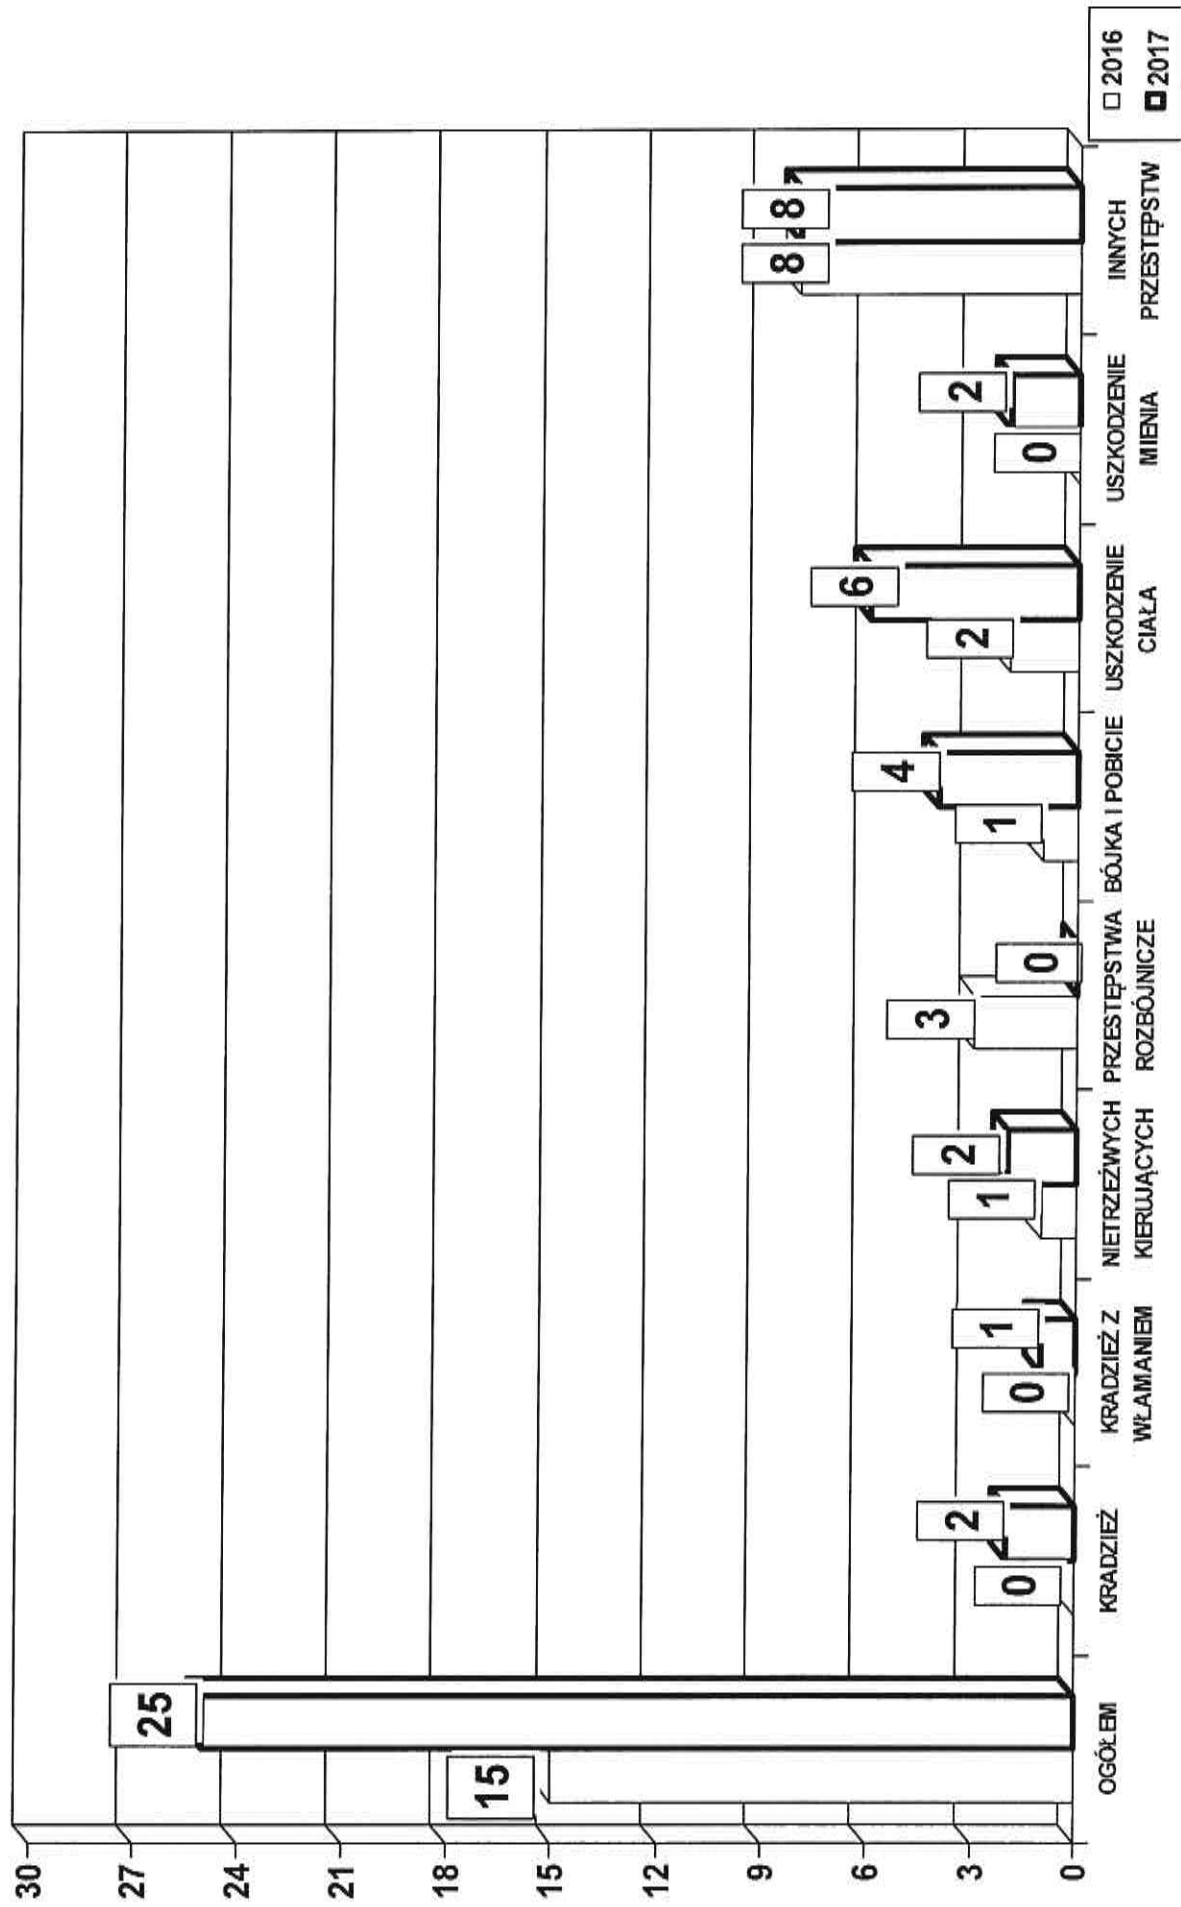 30
27
24
21
18
15
12
9
6
3
0
15
25
0
2
0
1
1
2
3
0
1
4
2
6
0
2
8
8
OGÓŁEM
KRADZIEŻ
KRADZIEŻ Z
WŁAMANIEM
NIETRZEŹWYCH
KIERUJĄCYCH
PRZESTĘPSTWA
ROZBÓJNICZE
BÓJKA I POBICIE
USZKODZENIE
CIAŁA
USZKODZENIE
MIENIA
INNYCH
PRZESTĘPSTW
2016
2017